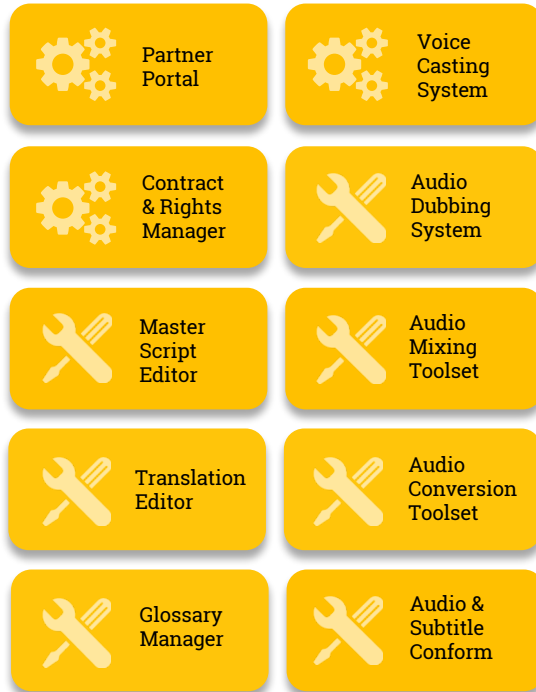 Partner
Portal
Voice
Casting
System
Contract
& Rights
Manager
Audio
Dubbing
System
Master
Script
Editor
Audio
Mixing
Toolset
Translation
Editor
Audio
Conversion
Toolset
Glossary
Manager
Audio &
Subtitle
Conform